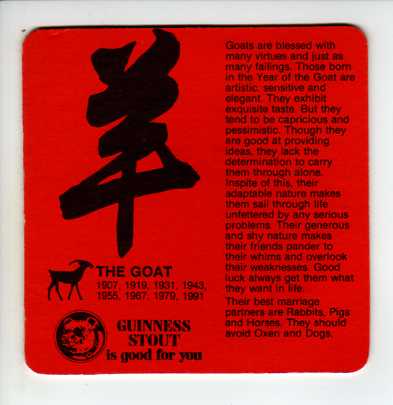 羊
THE GOAT
1907, 1919, 1931, 1943,
1955, 1967, 1979, 1991
GUINNESS
STOUT
is good for you
Goats are blessed with
many virtues and just as
many failings. Those born
in the Year of the Goat are
artistic, sensitive and
elegant. They exhibit
exquisite taste. But they
tend to be capricious and
pessimistic. Though they
are good at providing
ideas, they lack the
determination to carry
them through alone.
Inspite of this, their
adaptable nature makes
them sail through life
unfettered by any serious
problems. Their generous
and shy nature makes
their friends pander to
their whims and overlook
their weaknesses. Good
luck always get them what
they want in life.
Their best marriage
partners are Rabbits, Pigs
and Horses. They should
avoid Oxen and Dogs.